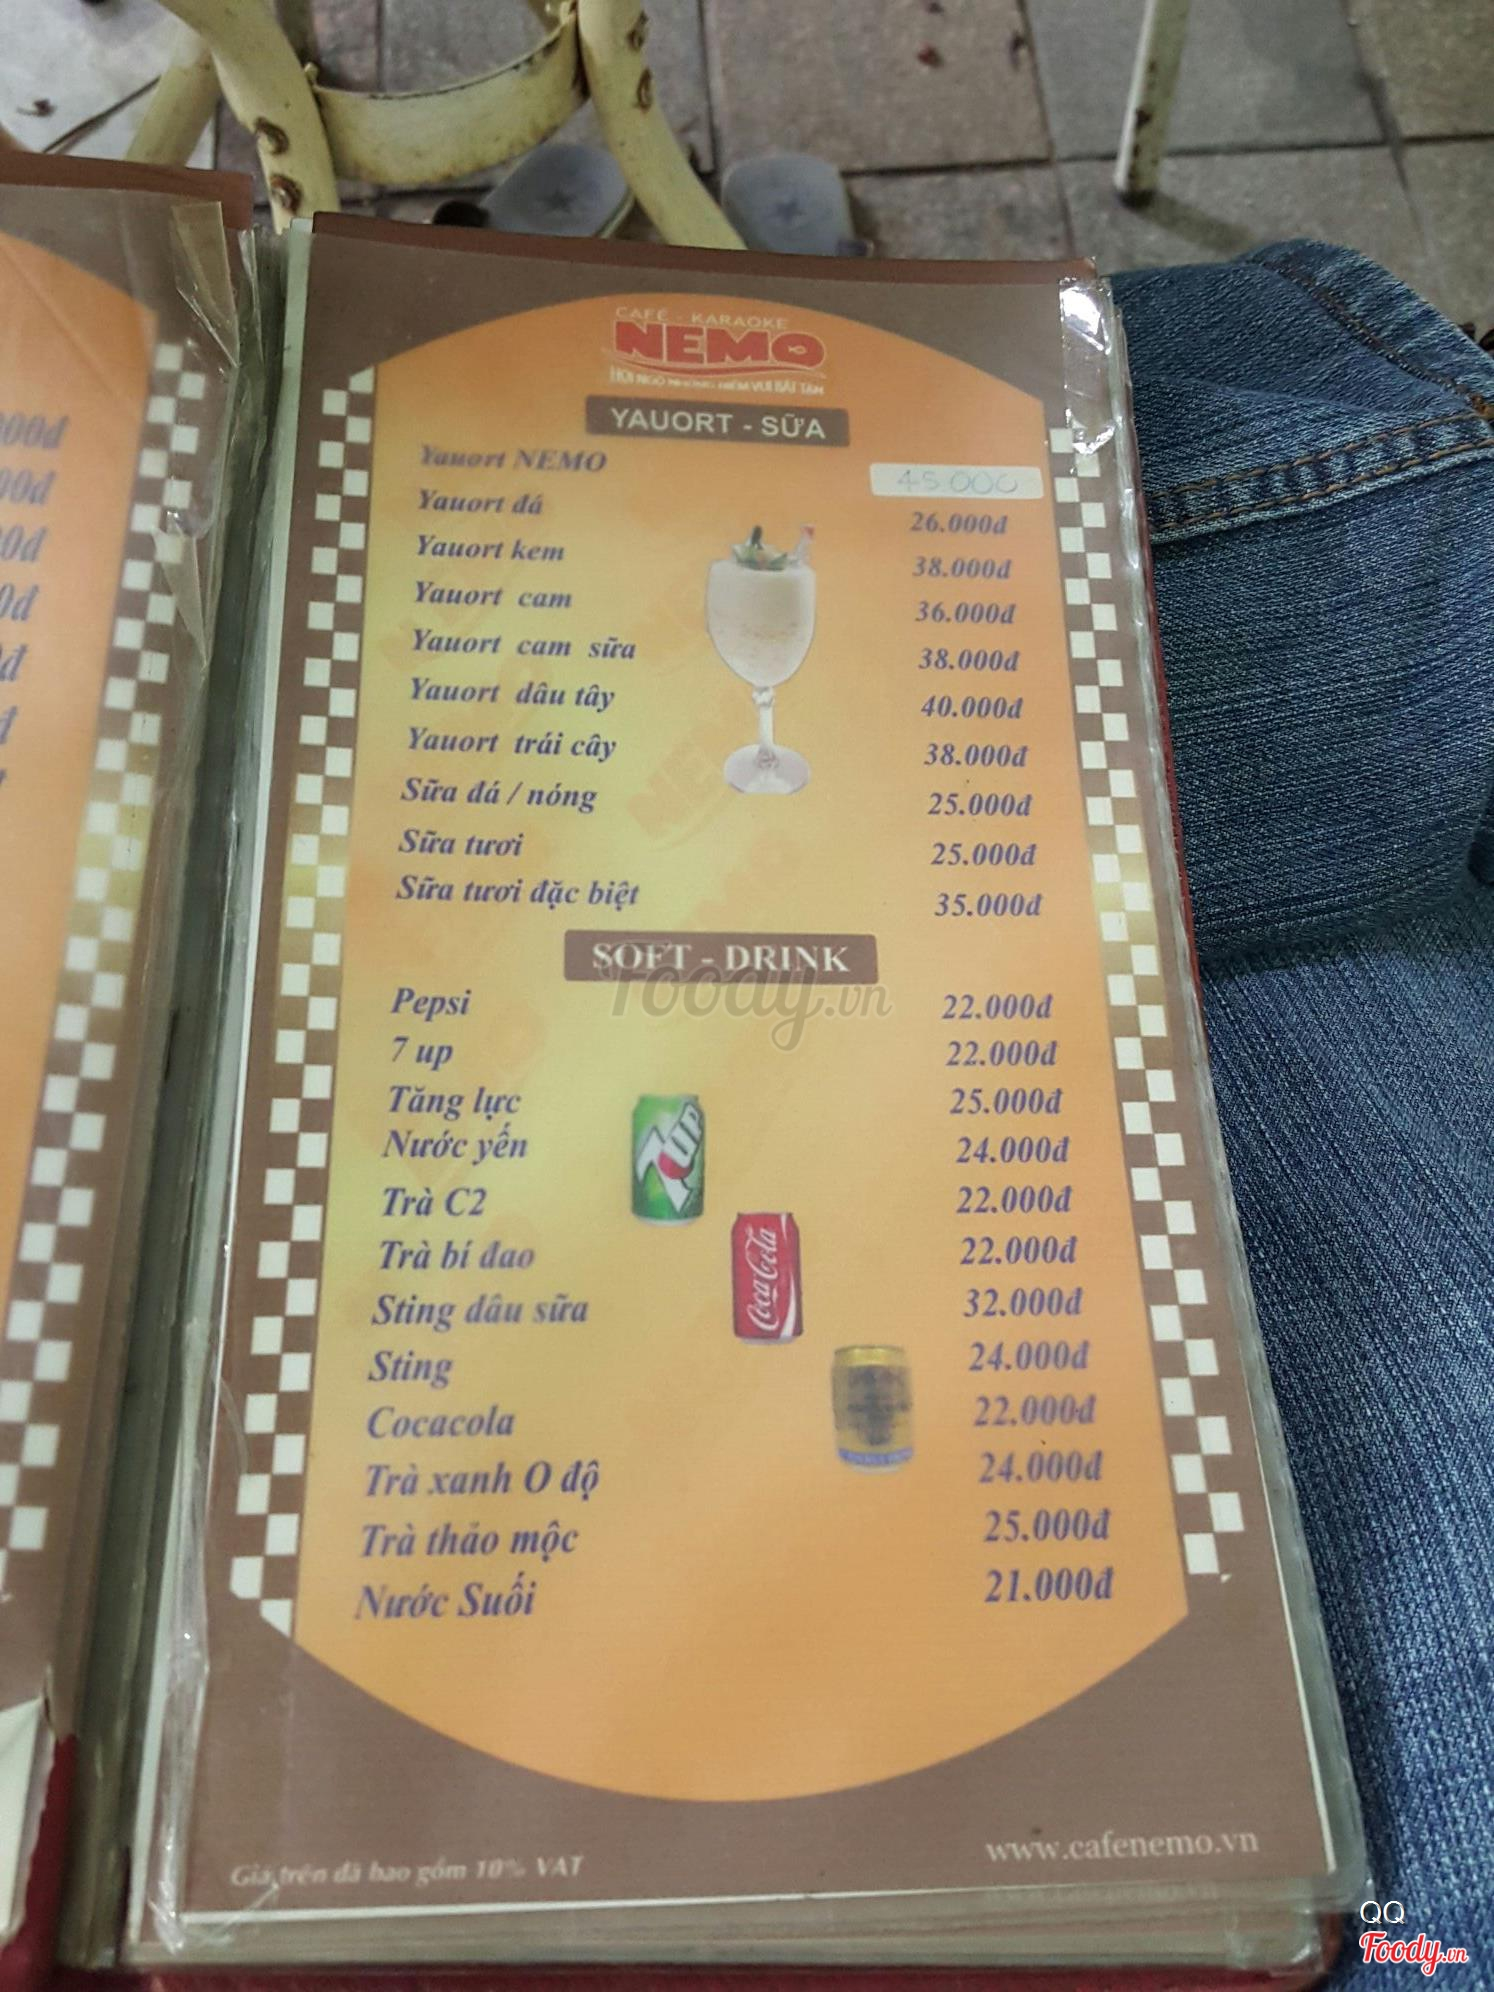 CAFÉ - KARAOKE
NEMO
YAUORT - SỮA
Yauort NEMO 45.000
Yauort đá 26.000đ
Yauort kem 38.000đ
Yauort cam 36.000đ
Yauort cam sữa 38.000đ
Yauort dâu tây 40.000đ
Yauort trái cây 38.000đ
Sữa đá / nóng 25.000đ
Sữa tươi 25.000đ
Sữa tươi đặc biệt 35.000đ
SOFT - DRINK
Foody.vn
Pepsi 22.000đ
7 up 22.000đ
Tăng lực 25.000đ
Nước yến 24.000đ
Trà C2 22.000đ
Trà bí đao 22.000đ
Sting dâu sữa 32.000đ
Sting 24.000đ
Cocacola 22.000đ
Trà xanh O độ 24.000đ
Trà thảo mộc 25.000đ
Nước Suối 21.000đ
7UP
Coca Cola
www.cafenemo.vn
Giá trên đã bao gồm 10% VAT
QQ
Foody.vn